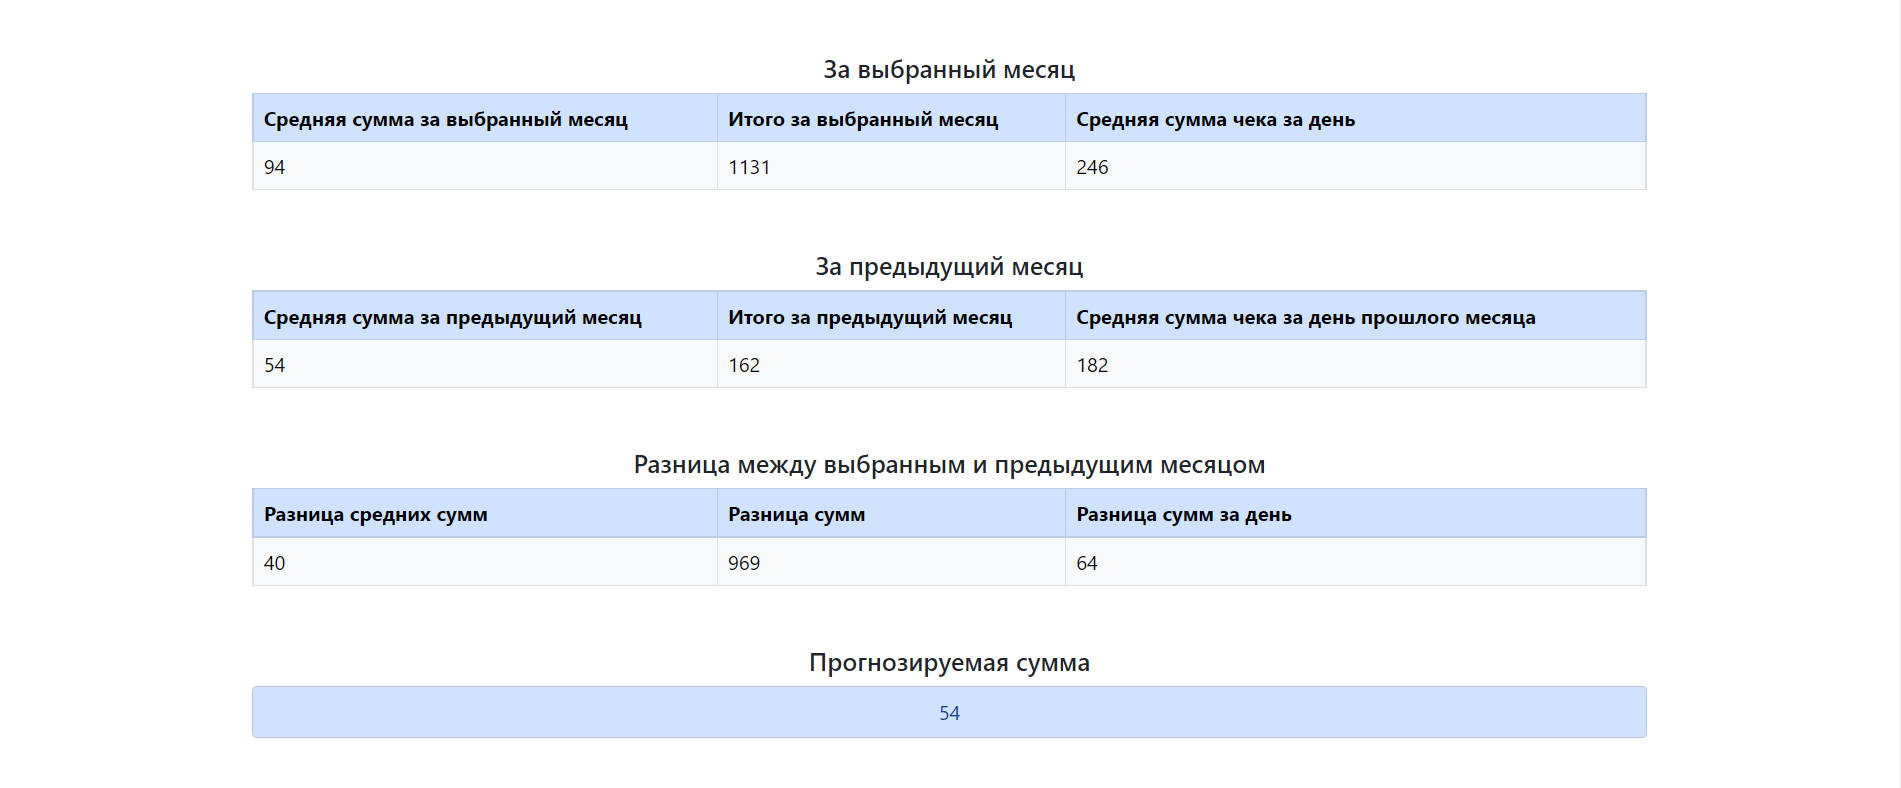 За выбранный месяц
Средняя сумма за выбранный месяц Итого за выбранный месяц Средняя сумма чека за день
94 1131 246
За предыдущий месяц
Средняя сумма за предыдущий месяц Итого за предыдущий месяц Средняя сумма чека за день прошлого месяца
54 162 182
Разница между выбранным и предыдущим месяцом
Разница средних сумм Разница сумм Разница сумм за день
40 969 64
Прогнозируемая сумма
54